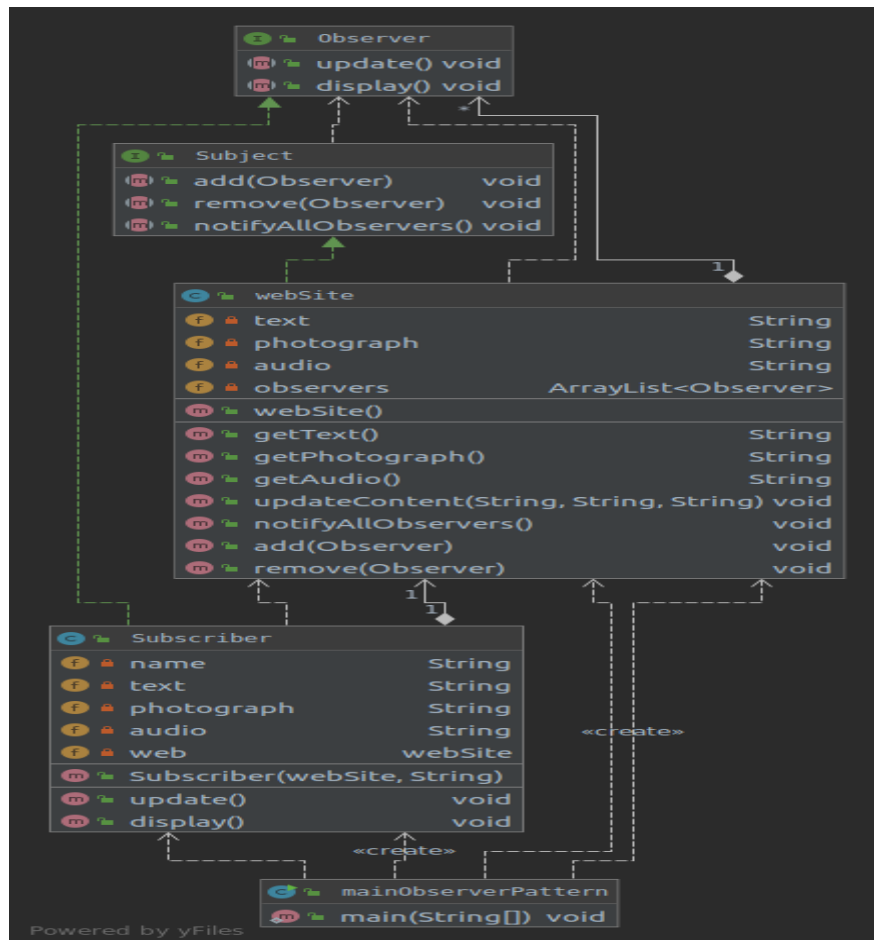 Observer
update() void
display() void
*
Subject
add(Observer) void
remove(Observer) void
notifyAllObservers() void
1
webSite
text String
photograph String
audio String
observers ArrayList<Observer>
webSite()
getText() String
getPhotograph() String
getAudio() String
updateContent(String, String, String) void
notifyAllObservers() void
add(Observer) void
remove(Observer) void
1
1
Subscriber
name String
text String
photograph String
audio String
web webSite
Subscriber(webSite, String)
update() void
display() void
«create»
«create»
mainObserverPattern
main(String[]) void
Powered by yFiles